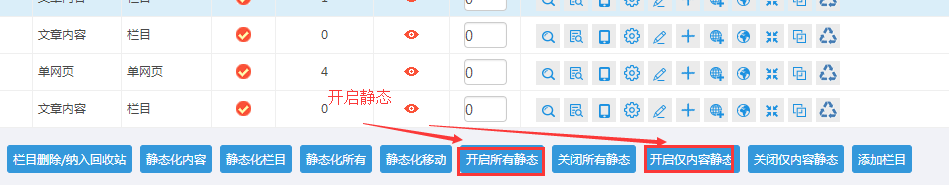 1 0
文章内容 栏目 0 0
单网页 单网页 4 0
文章内容 栏目 0 0
开启静态
栏目删除/纳入回收站 静态化内容 静态化栏目 静态化所有 静态化移动 开启所有静态 关闭所有静态 开启仅内容静态 关闭仅内容静态 添加栏目